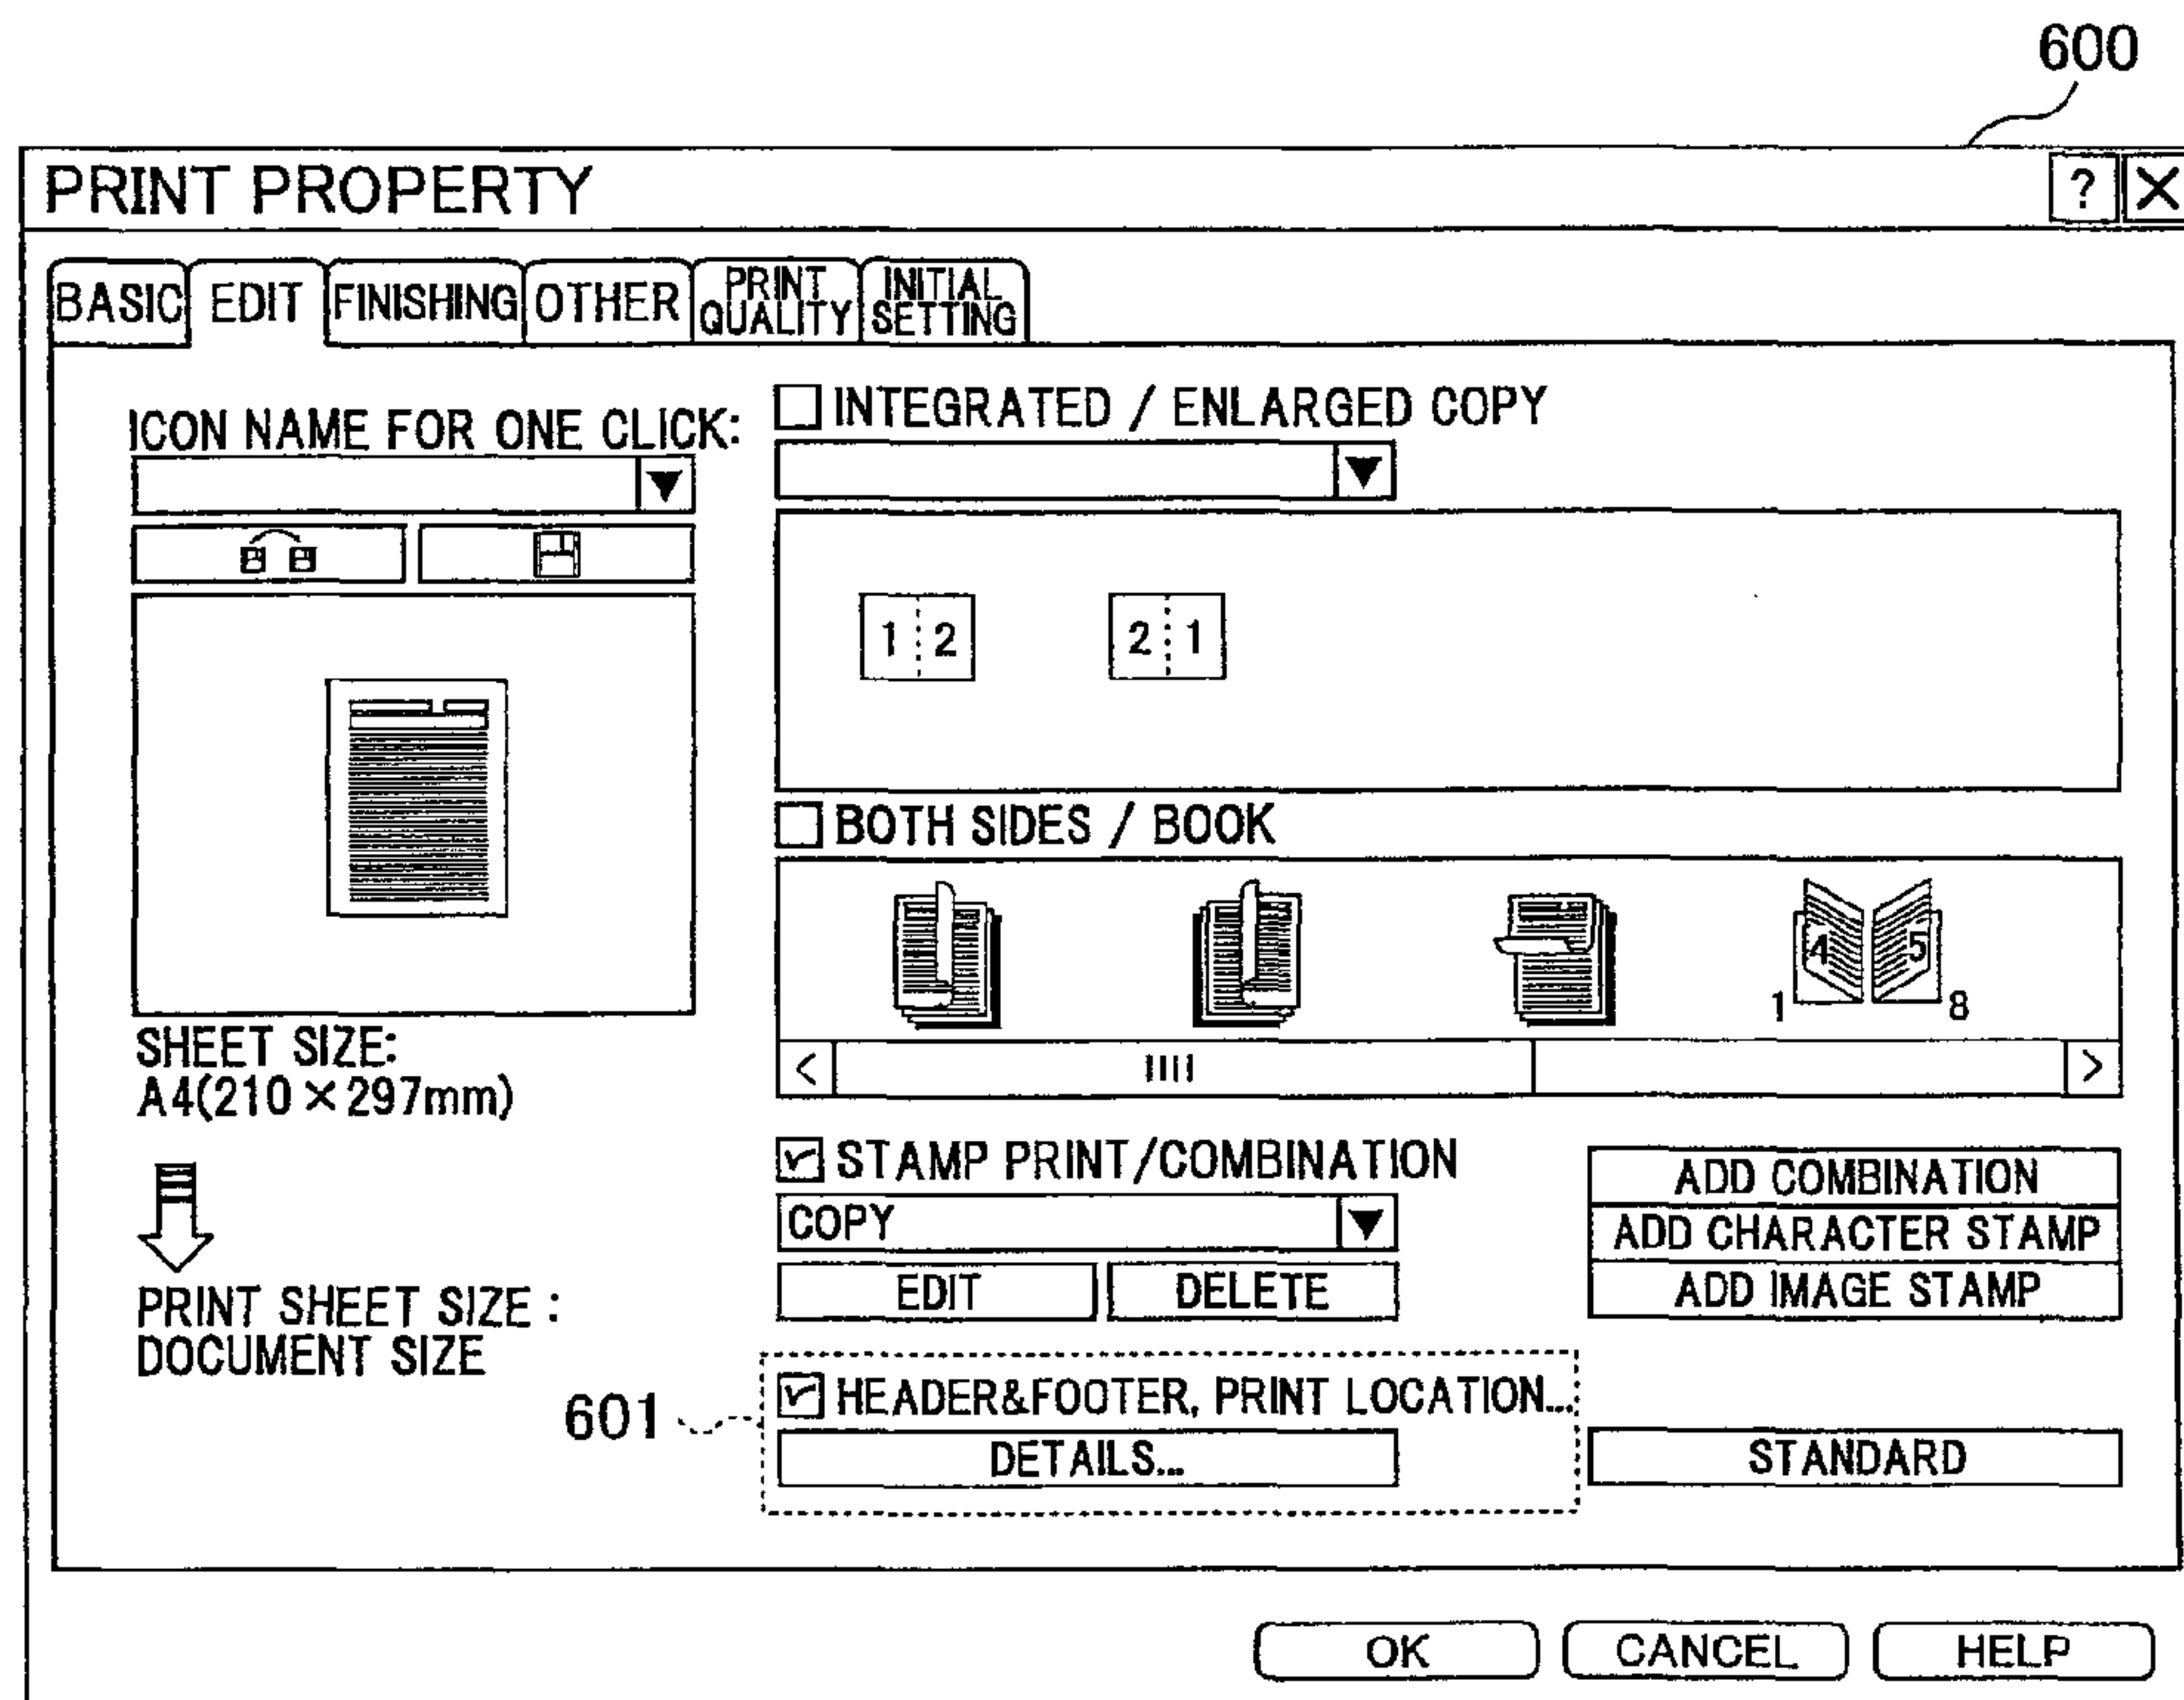 600
PRINT PROPERTY
? X
BASIC EDIT FINISHING OTHER PRINT QUALITY INITIAL SETTING
ICON NAME FOR ONE CLICK:
INTEGRATED / ENLARGED COPY
1 2 2 1
BOTH SIDES / BOOK
4 5
1 8
< >
SHEET SIZE:
A4(210×297mm)
PRINT SHEET SIZE :
DOCUMENT SIZE
STAMP PRINT/COMBINATION
COPY
EDIT DELETE
ADD COMBINATION
ADD CHARACTER STAMP
ADD IMAGE STAMP
601
HEADER&FOOTER, PRINT LOCATION...
DETAILS...
STANDARD
OK CANCEL HELP